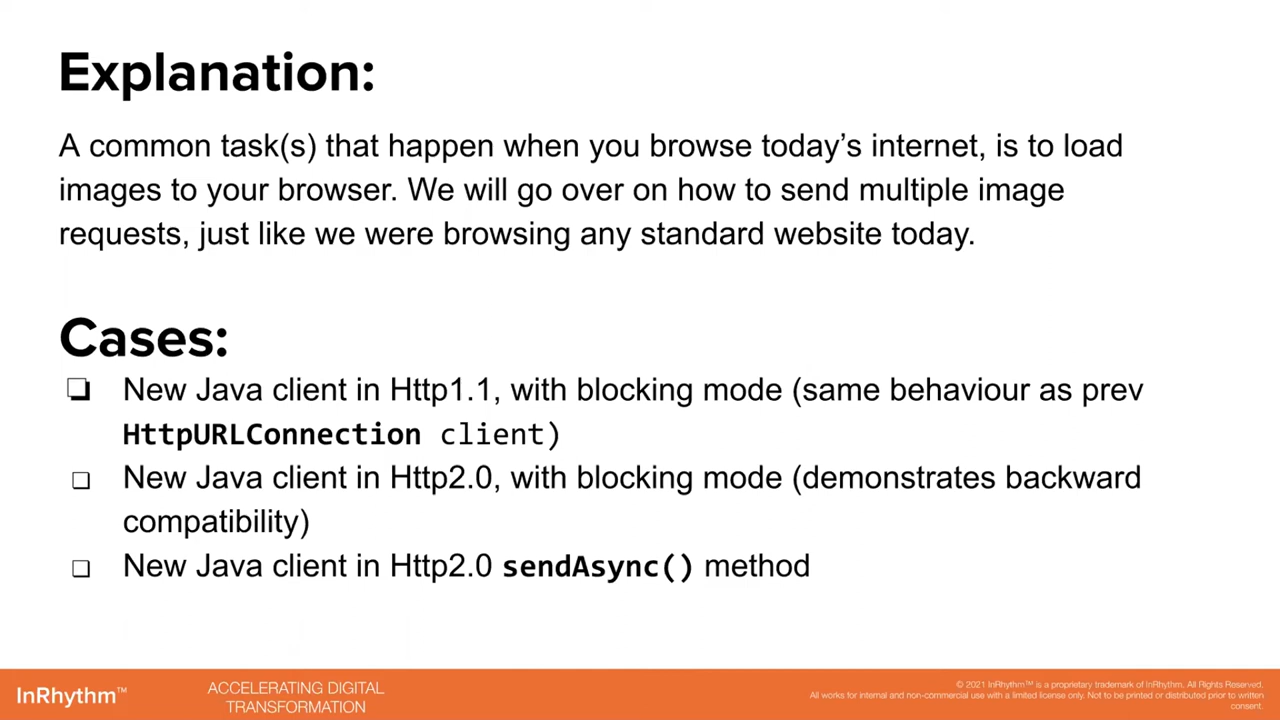 Explanation:
A common task(s) that happen when you browse today's internet, is to load
images to your browser. We will go over on how to send multiple image
requests, just like we were browsing any standard website today.
Cases:
❏ New Java client in Http1.1, with blocking mode (same behaviour as prev
HttpURLConnection client)
❏ New Java client in Http2.0, with blocking mode (demonstrates backward
compatibility)
❏ New Java client in Http2.0 sendAsync() method
InRhythm™
ACCELERATING DIGITAL
TRANSFORMATION
© 2021 InRhythm™ is a proprietary trademark of InRhythm. All Rights Reserved.
All works for internal and non-commercial use with a limited license only. Not to be printed or distributed prior to written
consent.